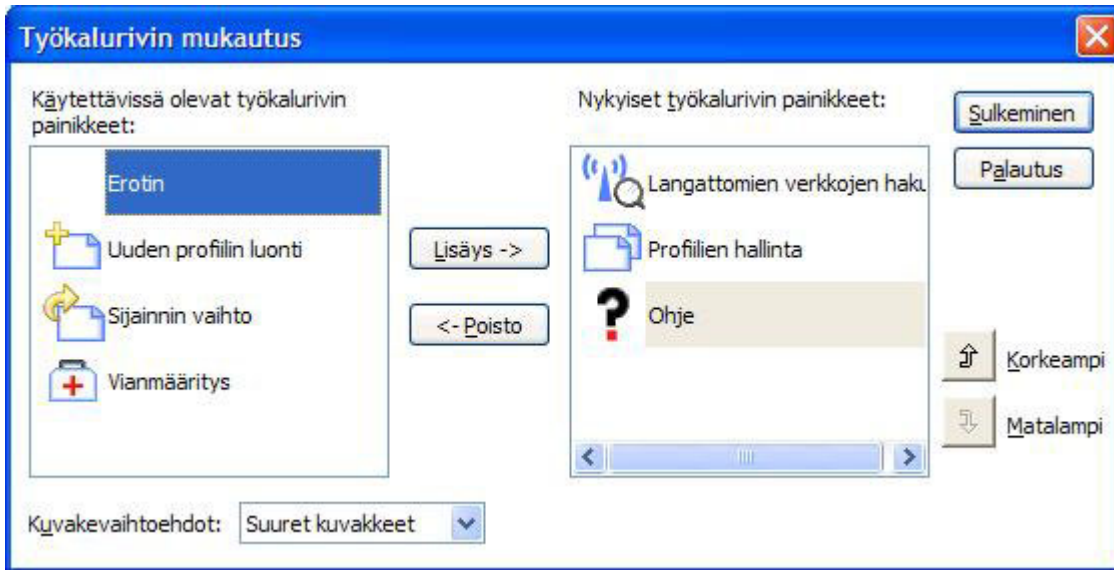 Työkalurivin mukautus
Käytettävissä olevat työkalurivin
painikkeet:
Erotin
Uuden profiilin luonti
Sijainnin vaihto
Vianmääritys
Lisäys ->
<- Poisto
Nykyiset työkalurivin painikkeet:
Langattomien verkkojen haku
Profiilien hallinta
Ohje
Sulkeminen
Palautus
Korkeampi
Matalampi
Kuvakevaihtoehdot:
Suuret kuvakkeet